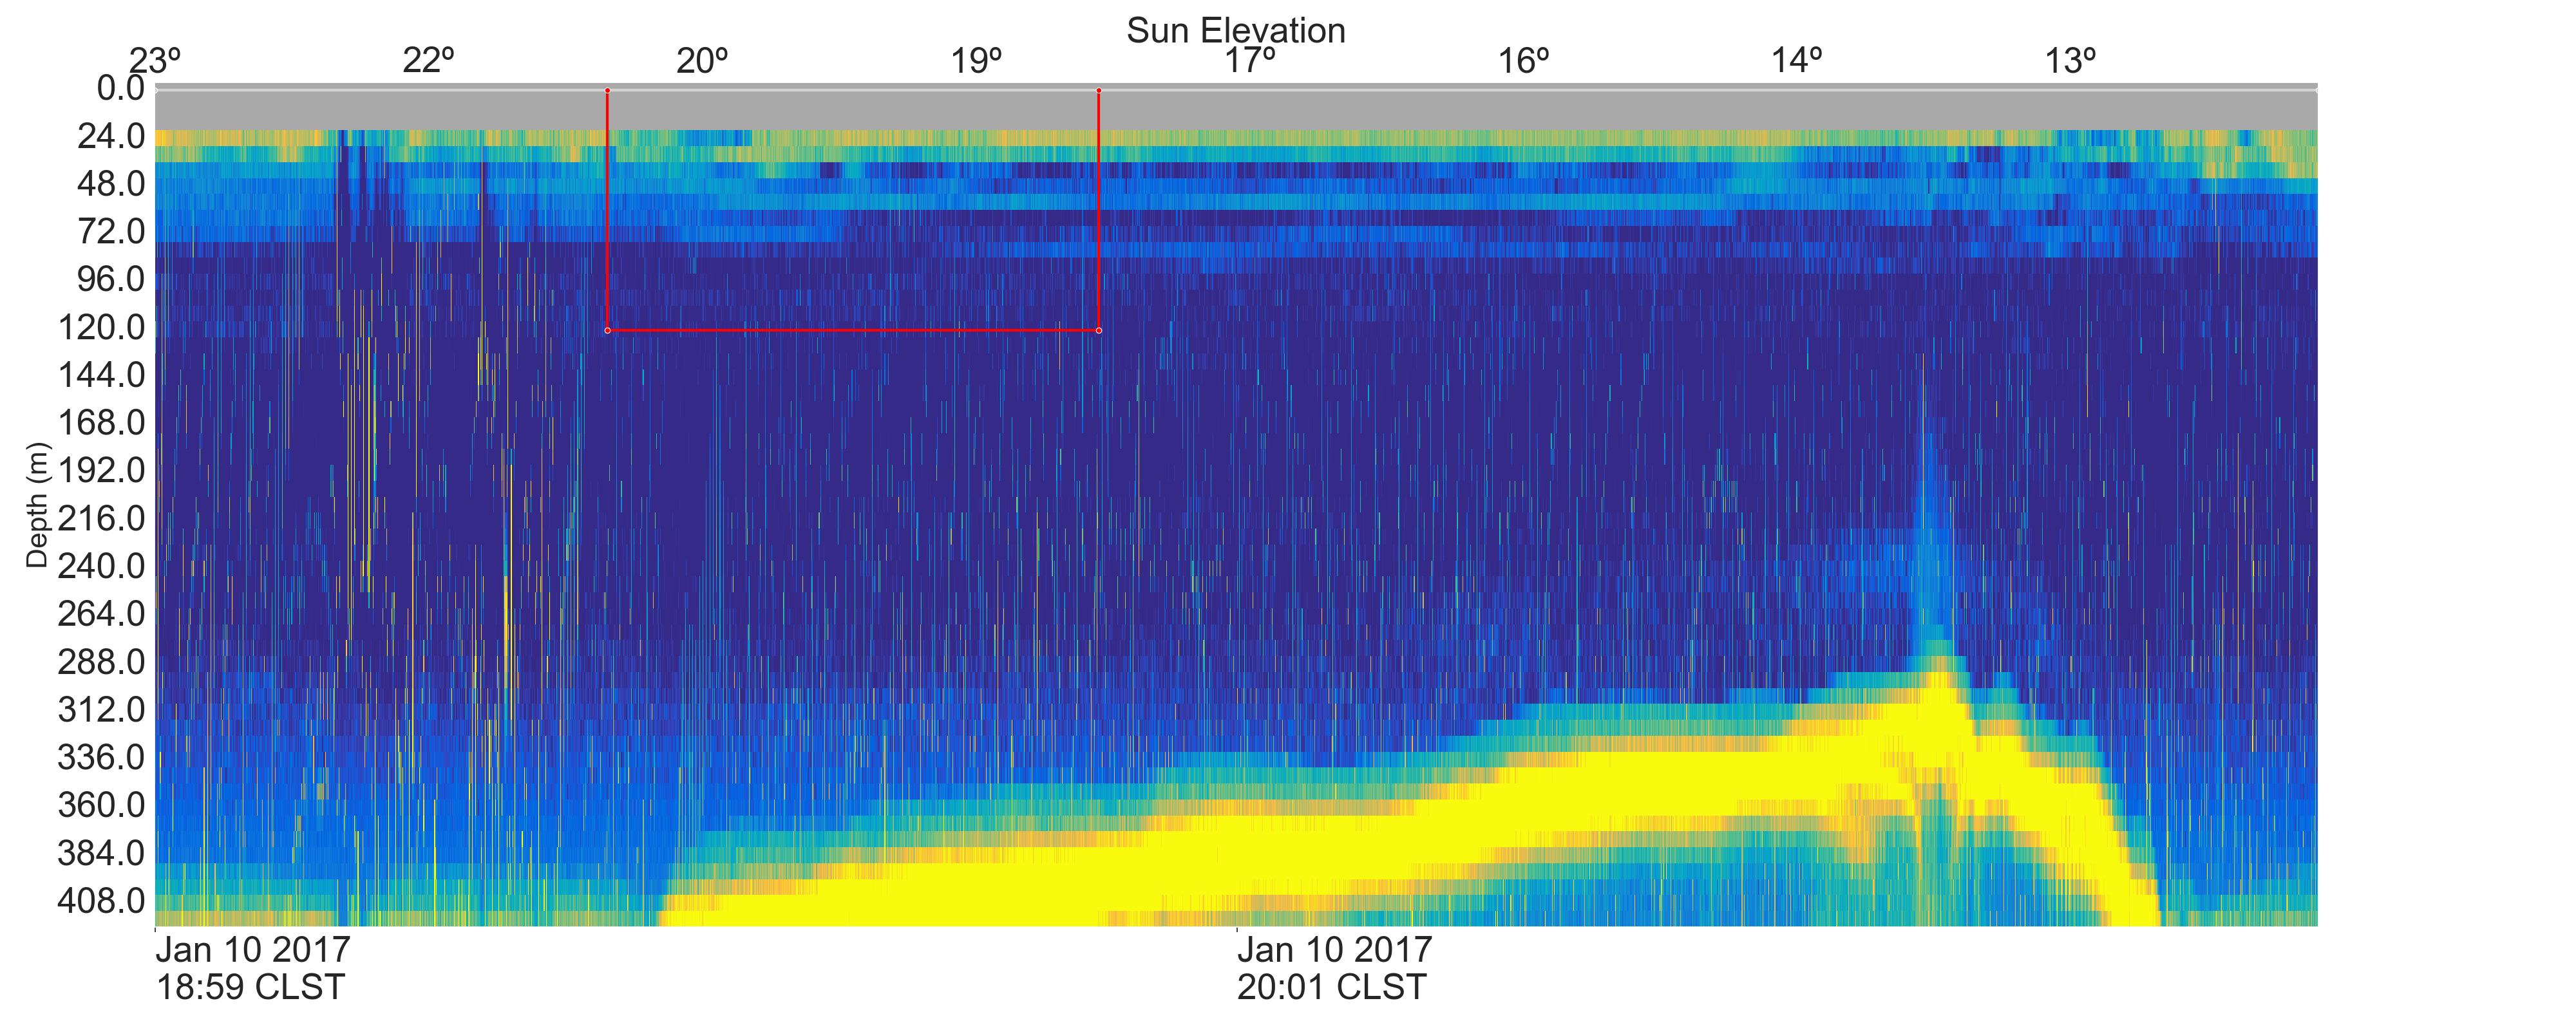 Sun Elevation
23º 22º 20º 19º 17º 16º 14º 13º
0.0
24.0
48.0
72.0
96.0
120.0
144.0
168.0
192.0
216.0
240.0
264.0
288.0
312.0
336.0
360.0
384.0
408.0
Depth (m)
Jan 10 2017
18:59 CLST
Jan 10 2017
20:01 CLST